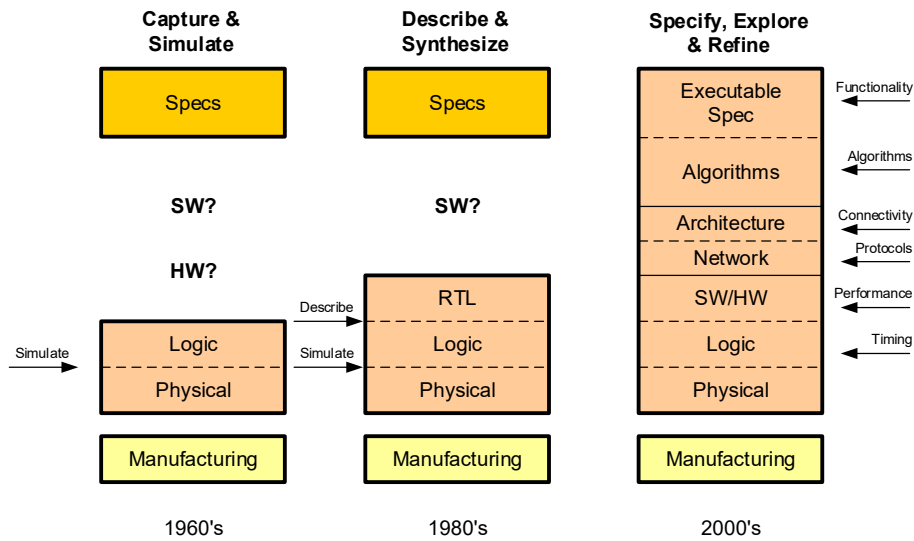 Capture &
Simulate
Specs
SW?
HW?
Simulate
Logic
Physical
Manufacturing
1960's
Describe &
Synthesize
Specs
SW?
Describe
RTL
Simulate
Logic
Physical
Manufacturing
1980's
Specify, Explore
& Refine
Executable
Spec
Functionality
Algorithms
Algorithms
Architecture
Connectivity
Network
Protocols
SW/HW
Performance
Logic
Timing
Physical
Manufacturing
2000's